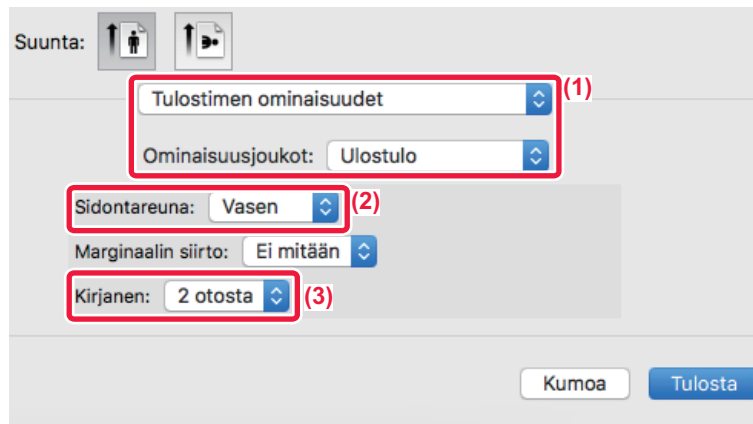 Suunta:
Tulostimen ominaisuudet (1)
Ominaisuusjoukot: Ulostulo
Sidontareuna: Vasen (2)
Marginaalin siirto: Ei mitään
Kirjanen: 2 otosta (3)
Kumoa Tulosta